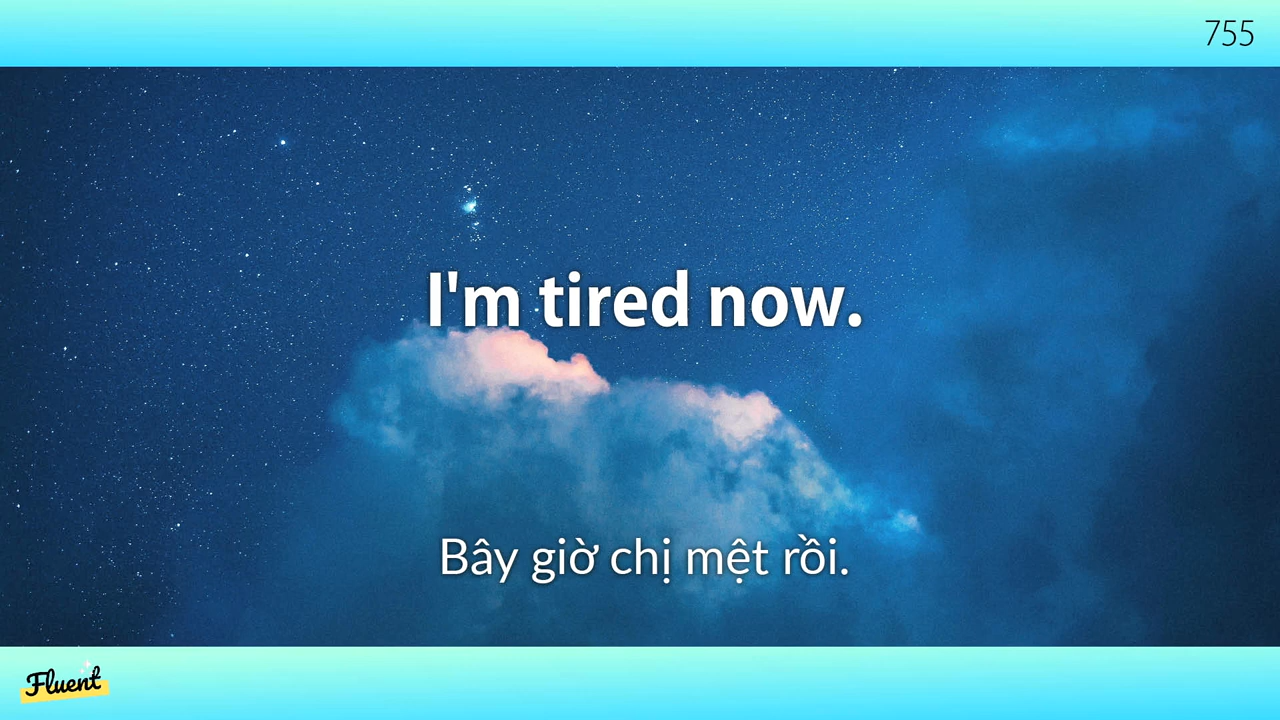 755
I'm tired now.
Bây giờ chị mệt rồi.
Fluent